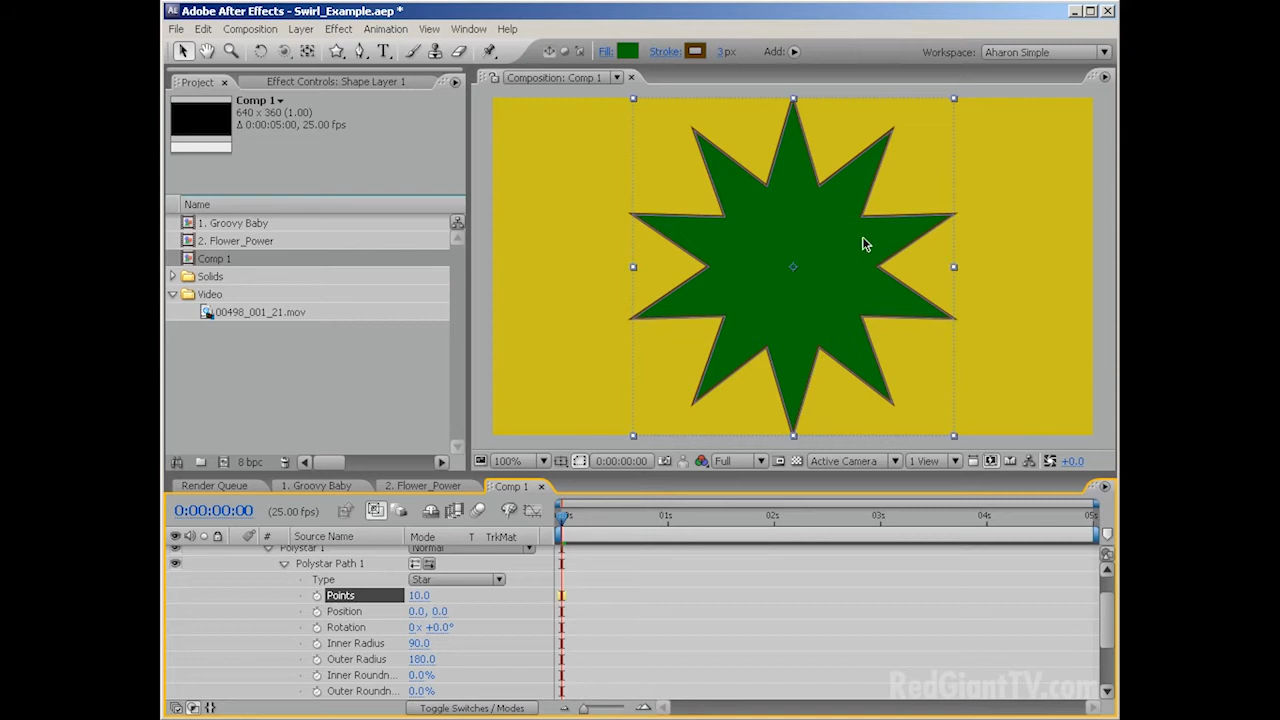 Adobe After Effects - Swirl_Example.aep *
File Edit Composition Layer Effect Animation View Window Help
Fill: Stroke: 3 px Add: Workspace: Aharon Simple
Project Effect Controls: Shape Layer 1
Composition: Comp 1
Comp 1
640 x 360 (1.00)
Δ 0:00:05:00, 25.00 fps
Name
1. Groovy Baby
2. Flower_Power
Comp 1
Solids
Video
00498_001_21.mov
8 bpc
100% 0:00:00:00 Full Active Camera 1 View +0.0
Render Queue 1. Groovy Baby 2. Flower_Power Comp 1
0:00:00:00 (25.00 fps)
01s 02s 03s 04s 05s
# Source Name Mode T TrkMat
Polystar 1 Normal
Polystar Path 1
Type Star
Points 10.0
Position 0.0, 0.0
Rotation 0 x +0.0°
Inner Radius 90.0
Outer Radius 180.0
Inner Roundn... 0.0%
Outer Roundn... 0.0%
Toggle Switches / Modes
RedGiantTV.com